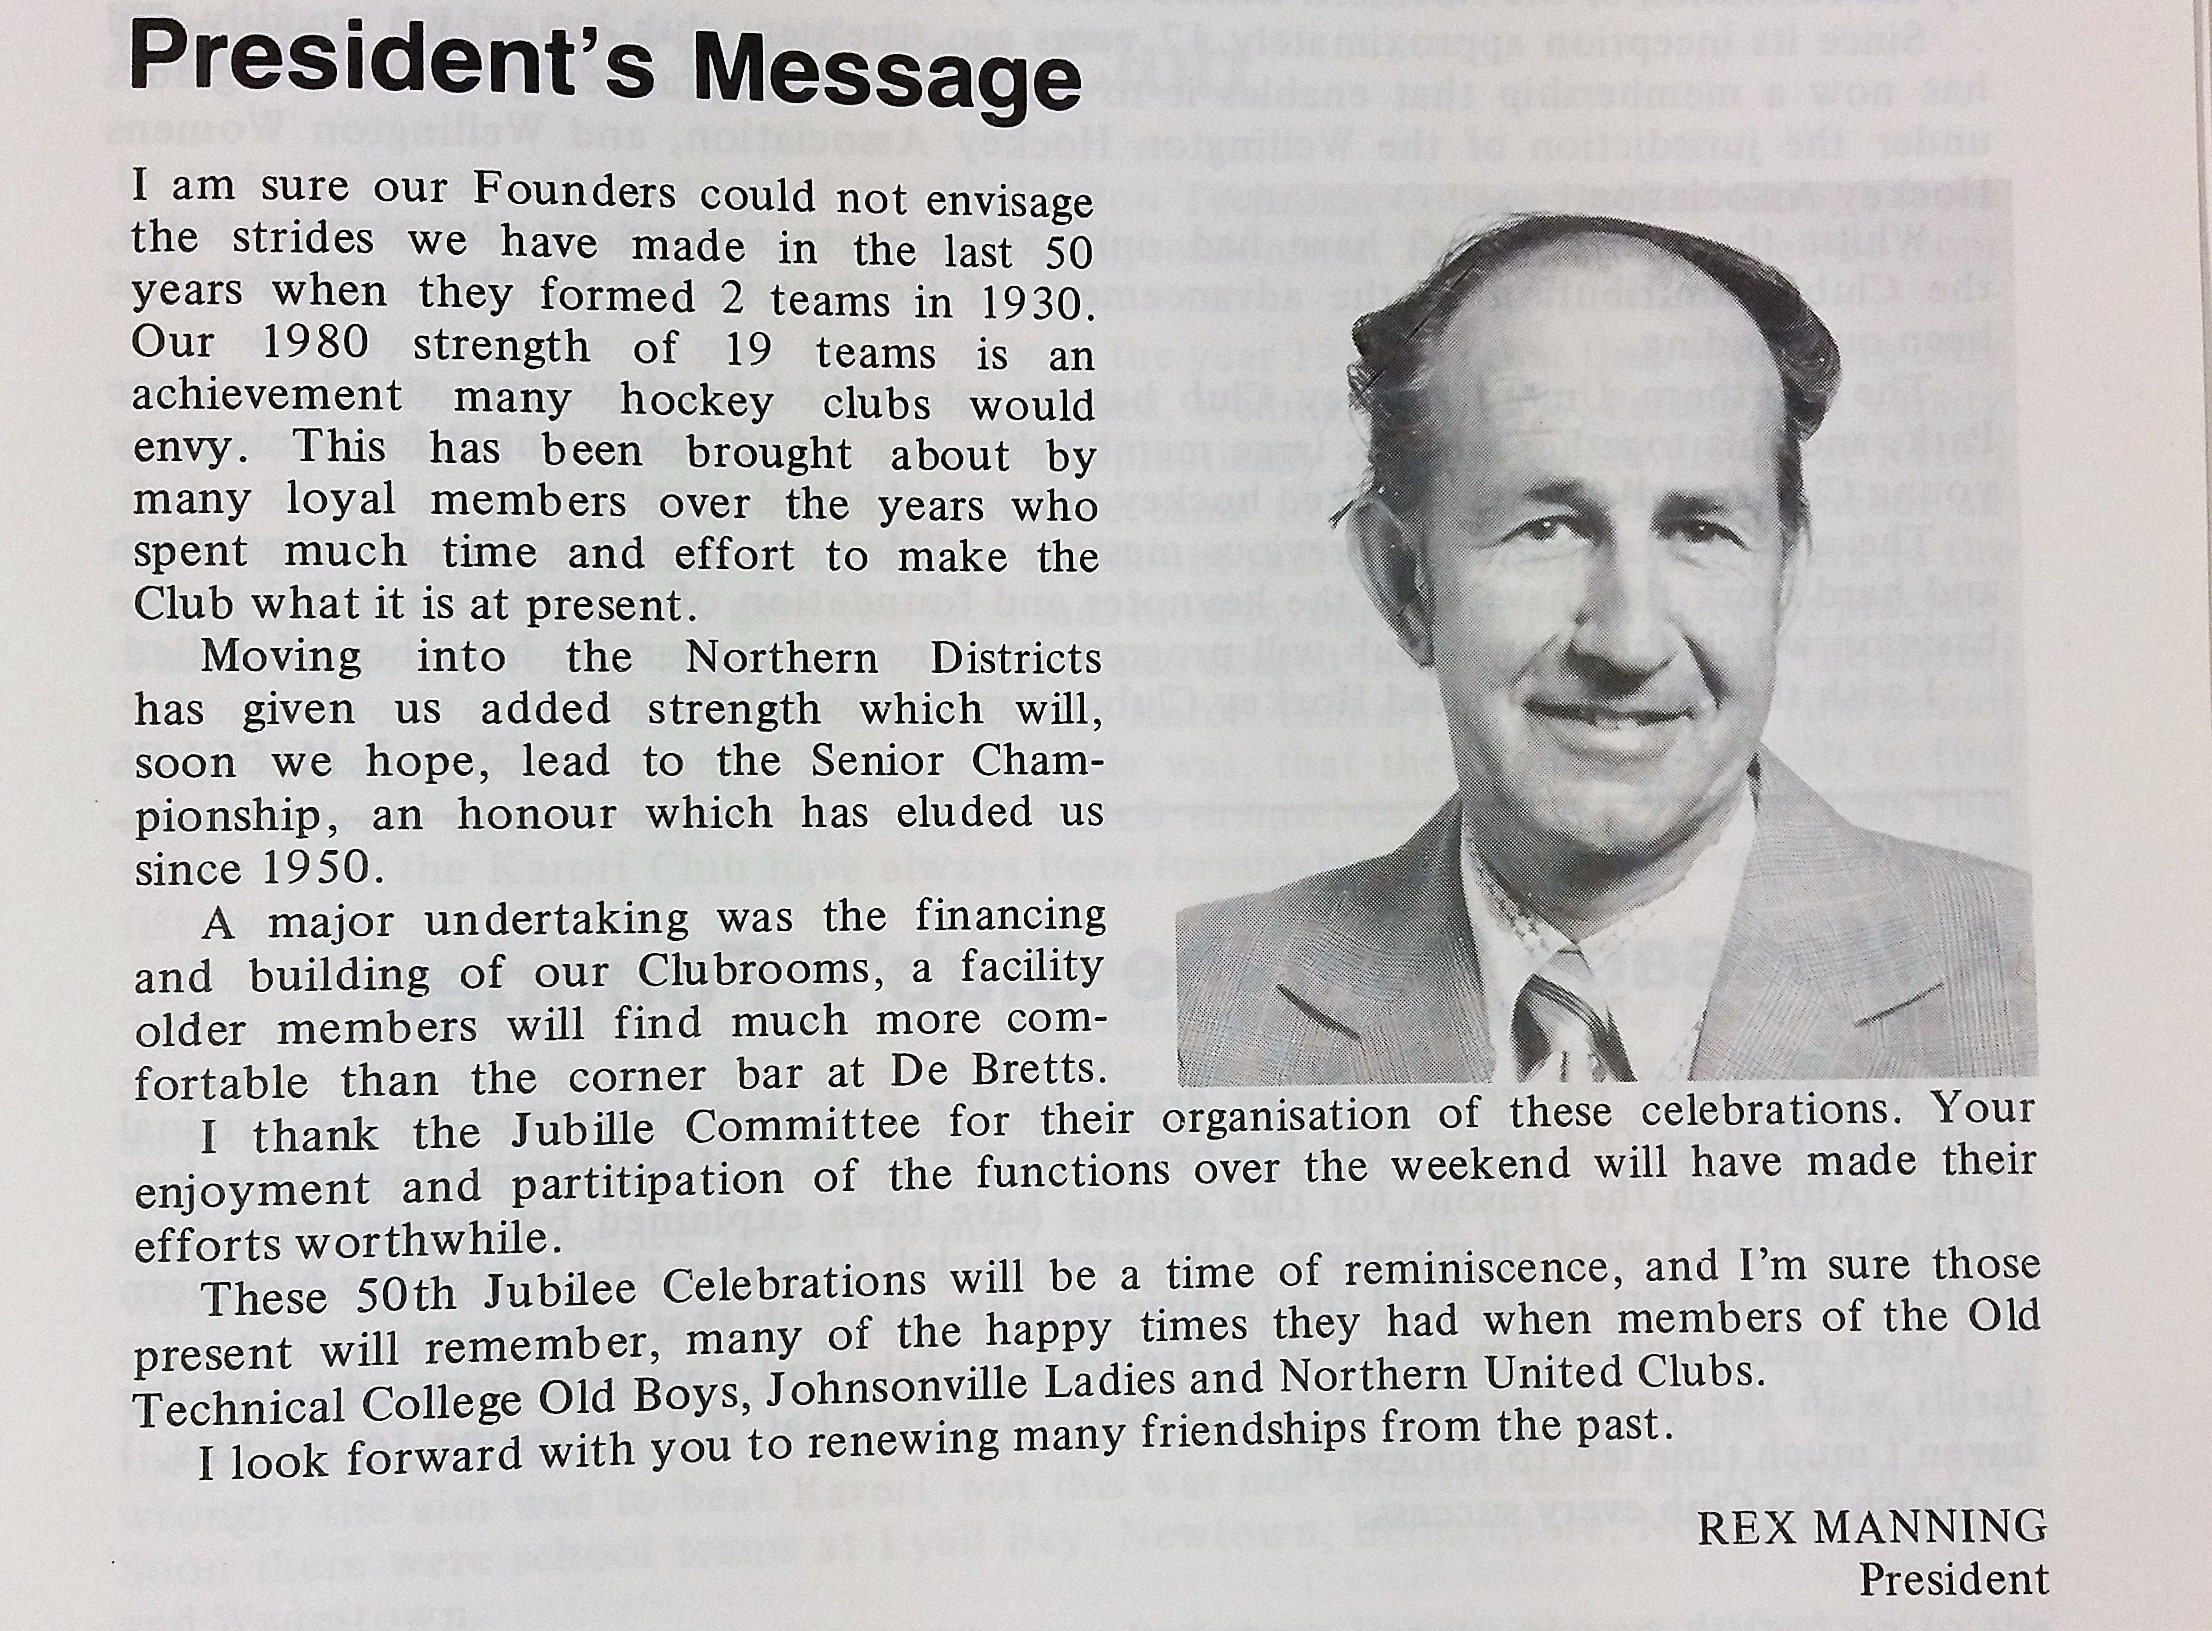 President's Message
I am sure our Founders could not envisage
the strides we have made in the last 50
years when they formed 2 teams in 1930.
Our 1980 strength of 19 teams is an
achievement many hockey clubs would
envy. This has been brought about by
many loyal members over the years who
spent much time and effort to make the
Club what it is at present.
Moving into the Northern Districts
has given us added strength which will,
soon we hope, lead to the Senior Cham-
pionship, an honour which has eluded us
since 1950.
A major undertaking was the financing
and building of our Clubrooms, a facility
older members will find much more com-
fortable than the corner bar at De Bretts.
I thank the Jubille Committee for their organisation of these celebrations. Your
enjoyment and partitipation of the functions over the weekend will have made their
efforts worthwhile.
These 50th Jubilee Celebrations will be a time of reminiscence, and I'm sure those
present will remember, many of the happy times they had when members of the Old
Technical College Old Boys, Johnsonville Ladies and Northern United Clubs.
I look forward with you to renewing many friendships from the past.
REX MANNING
President